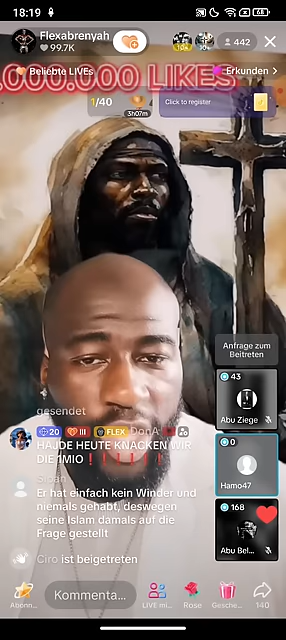 18:19
68
Flexabrenyah
99.7K
442
.000.000 LIKES
Beliebte LIVEs
Erkunden >
1/40
3h07m
Click to register
Anfrage zum
Beitreten
43
Abu Ziege
0
Hamo47
168
Abu Bel...
gesendet
20 III FLEX DonA
HAJDE HEUTE KNACKEN WIR
DIE 1MIO❗❗❗❗❗❗
Er hat einfach kein Winder und
niemals gehabt, deswegen
seine Islam damals auf die
Frage gestellt
Ciro ist beigetreten
Abonn...
Kommenta...
LIVE mi...
Rose
Gesche...
140